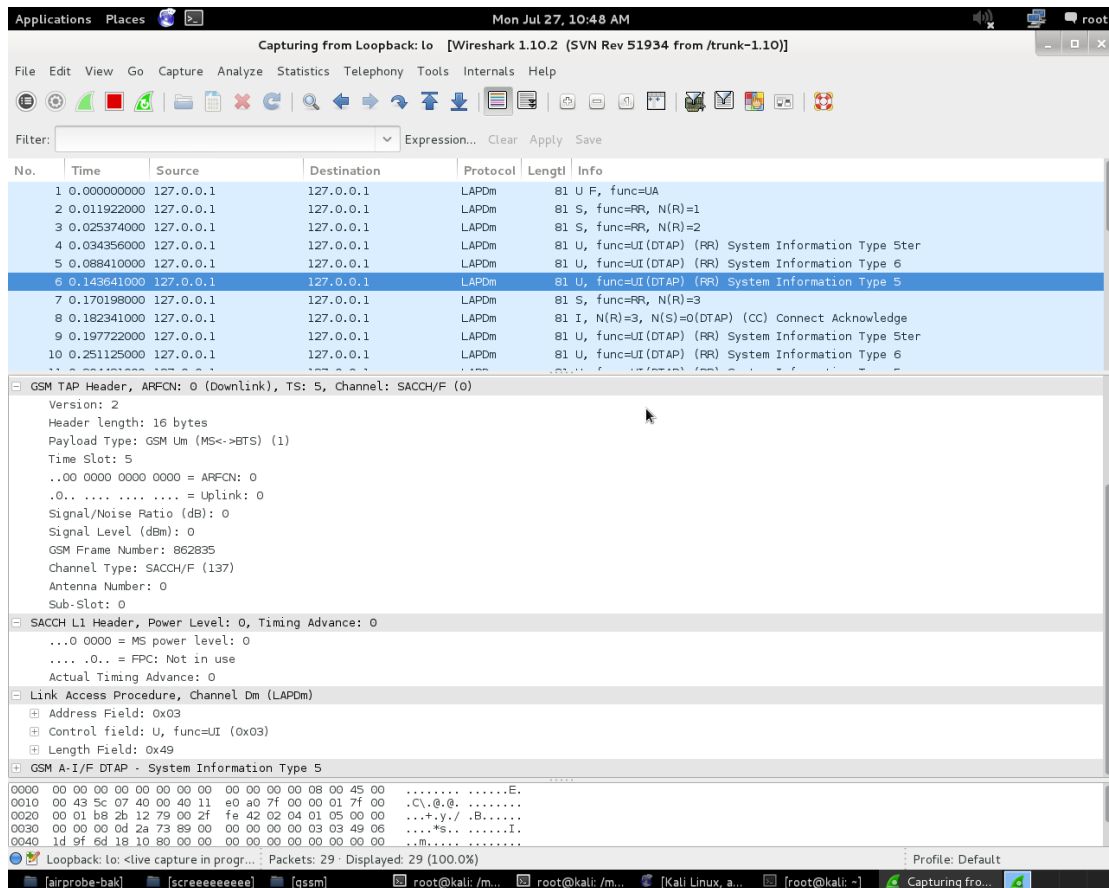 Applications Places Mon Jul 27, 10:48 AM root
Capturing from Loopback: lo [Wireshark 1.10.2 (SVN Rev 51934 from /trunk-1.10)]
File Edit View Go Capture Analyze Statistics Telephony Tools Internals Help
Filter: Expression... Clear Apply Save
No. Time Source Destination Protocol Lengtl Info
1 0.000000000 127.0.0.1 127.0.0.1 LAPDm 81 U F, func=UA
2 0.011922000 127.0.0.1 127.0.0.1 LAPDm 81 S, func=RR, N(R)=1
3 0.025374000 127.0.0.1 127.0.0.1 LAPDm 81 S, func=RR, N(R)=2
4 0.034356000 127.0.0.1 127.0.0.1 LAPDm 81 U, func=UI(DTAP) (RR) System Information Type 5ter
5 0.088410000 127.0.0.1 127.0.0.1 LAPDm 81 U, func=UI(DTAP) (RR) System Information Type 6
6 0.143641000 127.0.0.1 127.0.0.1 LAPDm 81 U, func=UI(DTAP) (RR) System Information Type 5
7 0.170198000 127.0.0.1 127.0.0.1 LAPDm 81 S, func=RR, N(R)=3
8 0.182341000 127.0.0.1 127.0.0.1 LAPDm 81 I, N(R)=3, N(S)=0(DTAP) (CC) Connect Acknowledge
9 0.197722000 127.0.0.1 127.0.0.1 LAPDm 81 U, func=UI(DTAP) (RR) System Information Type 5ter
10 0.251125000 127.0.0.1 127.0.0.1 LAPDm 81 U, func=UI(DTAP) (RR) System Information Type 6
GSM TAP Header, ARFCN: 0 (Downlink), TS: 5, Channel: SACCH/F (0)
Version: 2
Header length: 16 bytes
Payload Type: GSM Um (MS<->BTS) (1)
Time Slot: 5
..00 0000 0000 0000 = ARFCN: 0
.0.. .... .... .... = Uplink: 0
Signal/Noise Ratio (dB): 0
Signal Level (dBm): 0
GSM Frame Number: 862835
Channel Type: SACCH/F (137)
Antenna Number: 0
Sub-Slot: 0
SACCH L1 Header, Power Level: 0, Timing Advance: 0
...0 0000 = MS power level: 0
.... .0.. = FPC: Not in use
Actual Timing Advance: 0
Link Access Procedure, Channel Dm (LAPDm)
Address Field: 0x03
Control field: U, func=UI (0x03)
Length Field: 0x49
GSM A-I/F DTAP - System Information Type 5
0000 00 00 00 00 00 00 00 00 00 00 00 00 08 00 45 00 ........ ......E.
0010 00 43 5c 07 40 00 40 11 e0 a0 7f 00 00 01 7f 00 .C\.@.@. ........
0020 00 01 b8 2b 12 79 00 2f fe 42 02 04 01 05 00 00 ...+.y./ .B......
0030 00 00 00 0d 2a 73 89 00 00 00 00 00 03 03 49 06 ....*s.. ......I.
0040 1d 9f 6d 18 10 80 00 00 00 00 00 00 00 00 00 00 ..m..... ........
Loopback: lo: <live capture in progr... Packets: 29 · Displayed: 29 (100.0%) Profile: Default
[airprobe-bak] [screeeeeeeee] [gssm] root@kali: /m... root@kali: /m... [Kali Linux, a... [root@kali: ~] Capturing fro...